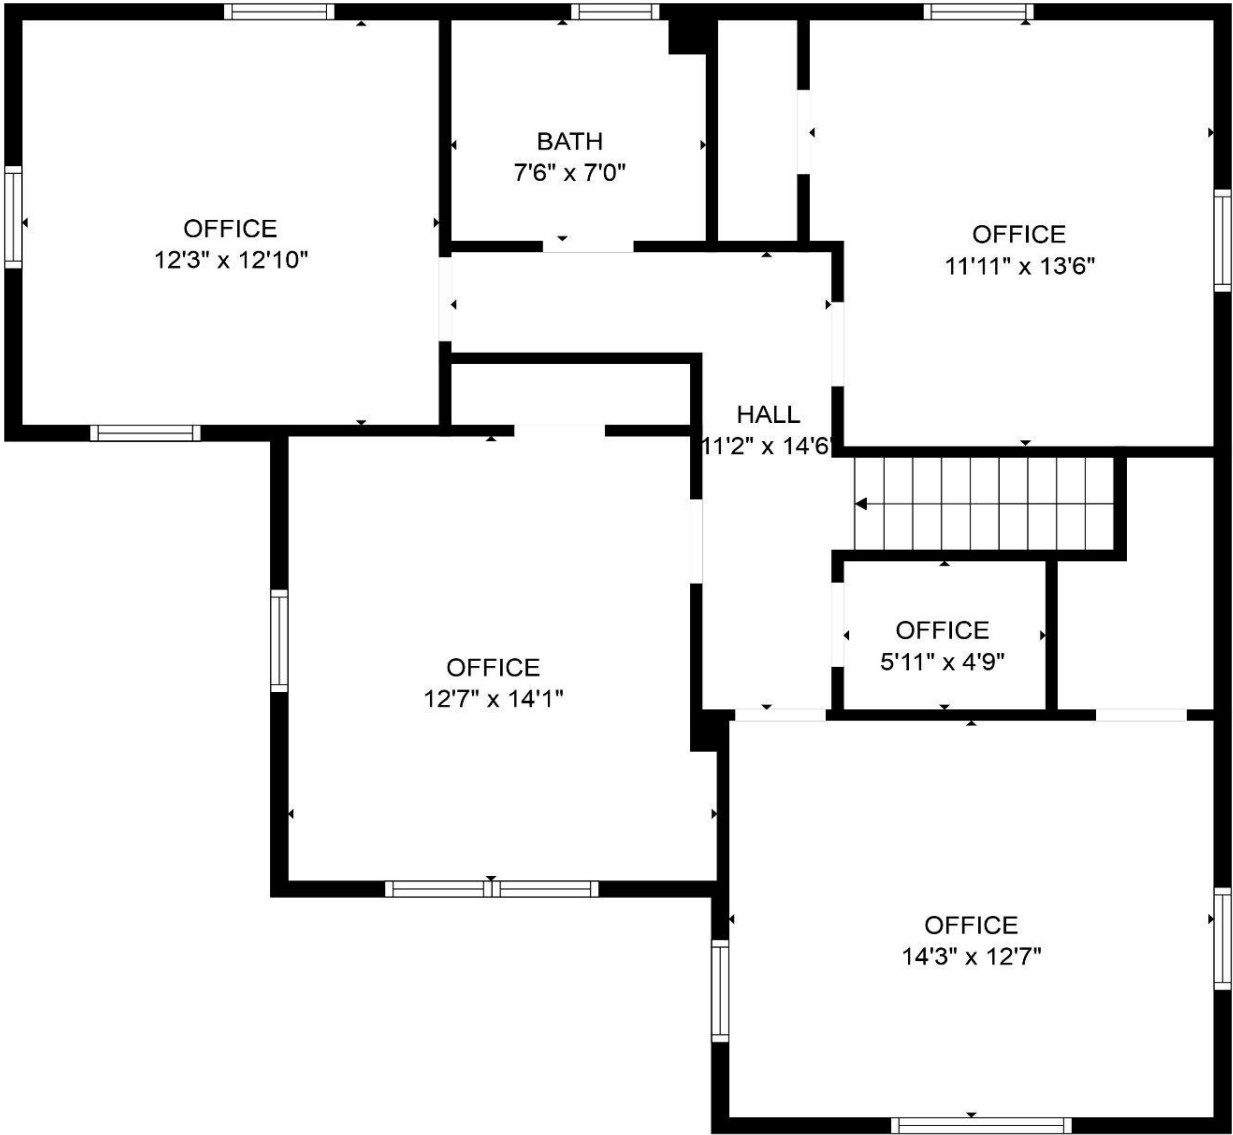 BATH
7'6" x 7'0"
OFFICE
12'3" x 12'10"
OFFICE
11'11" x 13'6"
HALL
11'2" x 14'6"
OFFICE
5'11" x 4'9"
OFFICE
12'7" x 14'1"
OFFICE
14'3" x 12'7"